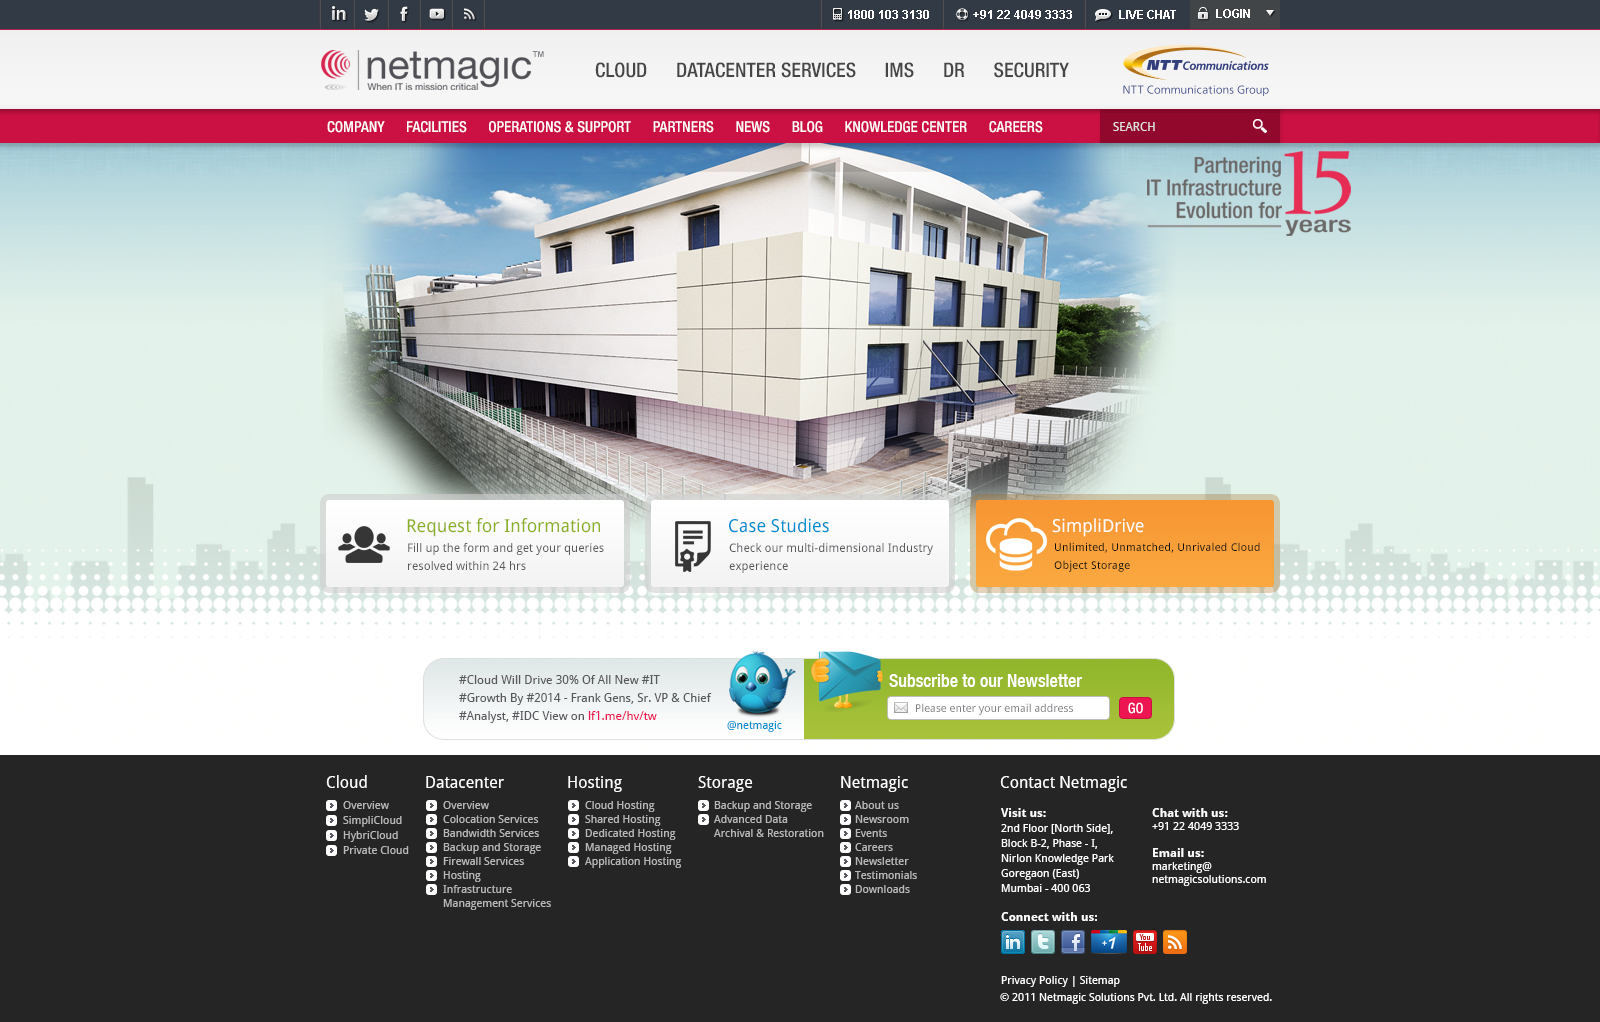 in
1800 103 3130
+91 22 4049 3333
LIVE CHAT
LOGIN
netmagic™
When IT is mission critical
CLOUD
DATACENTER SERVICES
IMS
DR
SECURITY
NTT Communications
NTT Communications Group
COMPANY
FACILITIES
OPERATIONS & SUPPORT
PARTNERS
NEWS
BLOG
KNOWLEDGE CENTER
CAREERS
SEARCH
Partnering
IT Infrastructure
Evolution for
15
years
Request for Information
Fill up the form and get your queries
resolved within 24 hrs
Case Studies
Check our multi-dimensional Industry
experience
SimpliDrive
Unlimited, Unmatched, Unrivaled Cloud
Object Storage
#Cloud Will Drive 30% Of All New #IT
#Growth By #2014 - Frank Gens, Sr. VP & Chief
#Analyst, #IDC View on lf1.me/hv/tw
@netmagic
Subscribe to our Newsletter
Please enter your email address
GO
Cloud
Overview
SimpliCloud
HybriCloud
Private Cloud
Datacenter
Overview
Colocation Services
Bandwidth Services
Backup and Storage
Firewall Services
Hosting
Infrastructure
Management Services
Hosting
Cloud Hosting
Shared Hosting
Dedicated Hosting
Managed Hosting
Application Hosting
Storage
Backup and Storage
Advanced Data
Archival & Restoration
Netmagic
About us
Newsroom
Events
Careers
Newsletter
Testimonials
Downloads
Contact Netmagic
Visit us:
2nd Floor [North Side],
Block B-2, Phase - I,
Nirlon Knowledge Park
Goregaon (East)
Mumbai - 400 063
Chat with us:
+91 22 4049 3333
Email us:
marketing@
netmagicsolutions.com
Connect with us:
in
t
f
+1
You
Tube
Privacy Policy | Sitemap
© 2011 Netmagic Solutions Pvt. Ltd. All rights reserved.